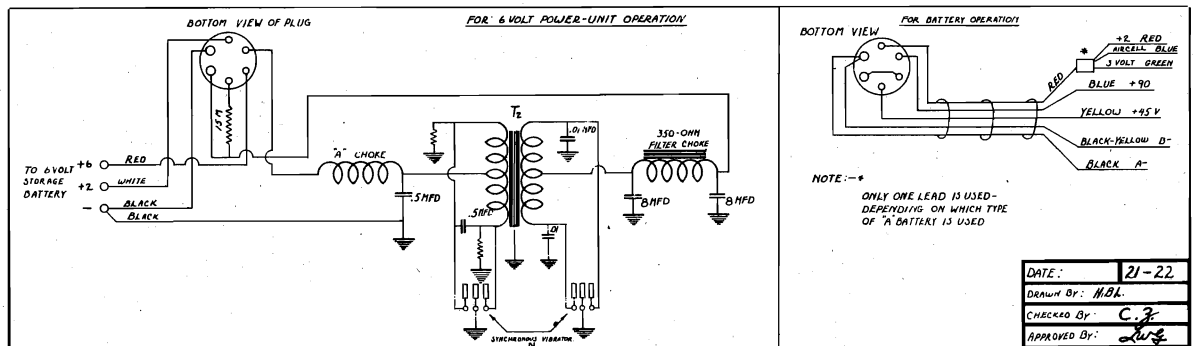 BOTTOM VIEW OF PLUG
FOR 6 VOLT POWER-UNIT OPERATION
15 M
TO 6 VOLT
STORAGE
BATTERY
+6
RED
+2
WHITE
-
BLACK
BLACK
"A" CHOKE
.5 MFD
T2
.01 MFD
.5 MFD
.01
350-OHM
FILTER CHOKE
8 MFD
8 MFD
SYNCHRONOUS VIBRATOR
FOR BATTERY OPERATION
BOTTOM VIEW
*
+2 RED
AIRCELL BLUE
3 VOLT GREEN
RED
BLUE +90
YELLOW +45 V
BLACK-YELLOW B-
BLACK A-
NOTE:-*
ONLY ONE LEAD IS USED-
DEPENDING ON WHICH TYPE
OF "A" BATTERY IS USED
DATE: 21-22
DRAWN BY: H.BL.
CHECKED BY: C.Z.
APPROVED BY: